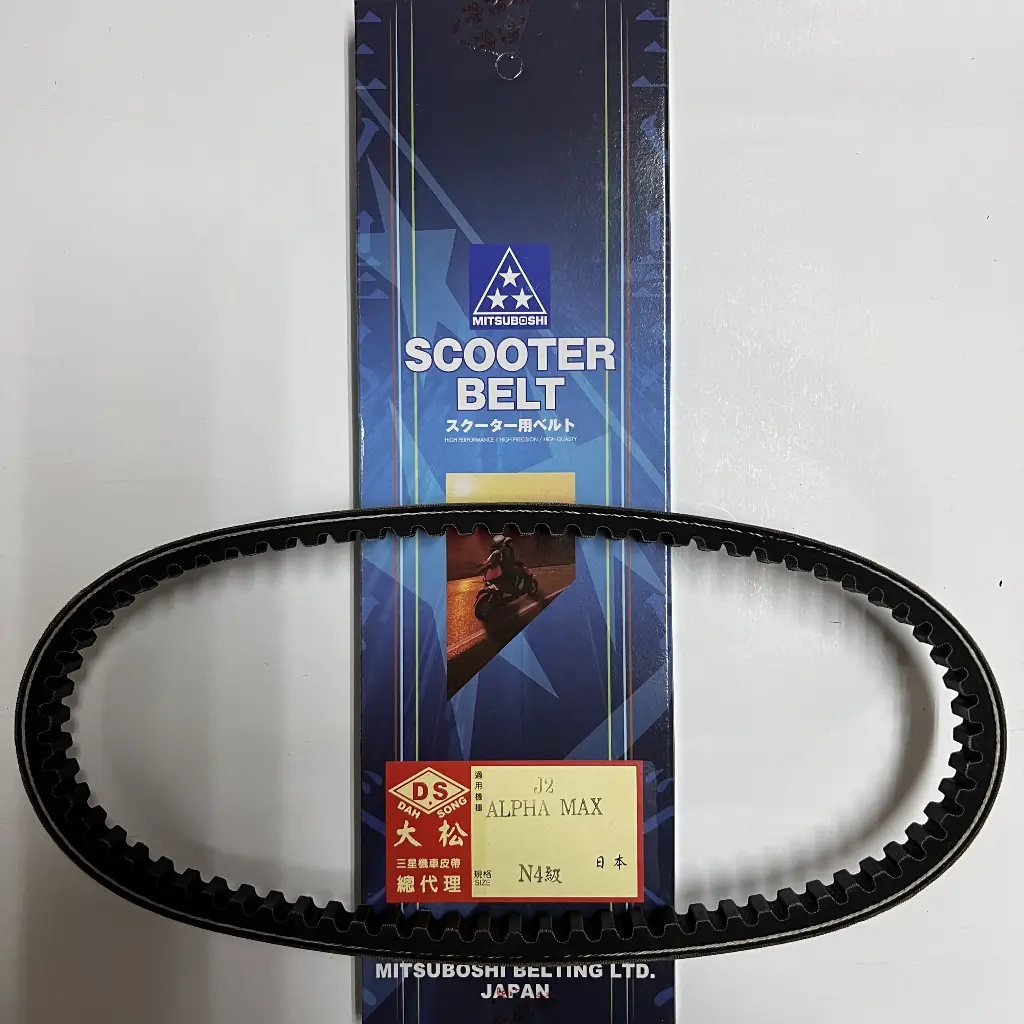 MITSUBOSHI
SCOOTER
BELT
スクーター用ベルト
HIGH PERFORMANCE / HIGH PRECISION / HIGH QUALITY
D.S
DAH SONG
大松
三星機車皮帶
總代理
適用機種
J2
ALPHA MAX
規格
SIZE
N4級
日本
MITSUBOSHI BELTING LTD.
JAPAN